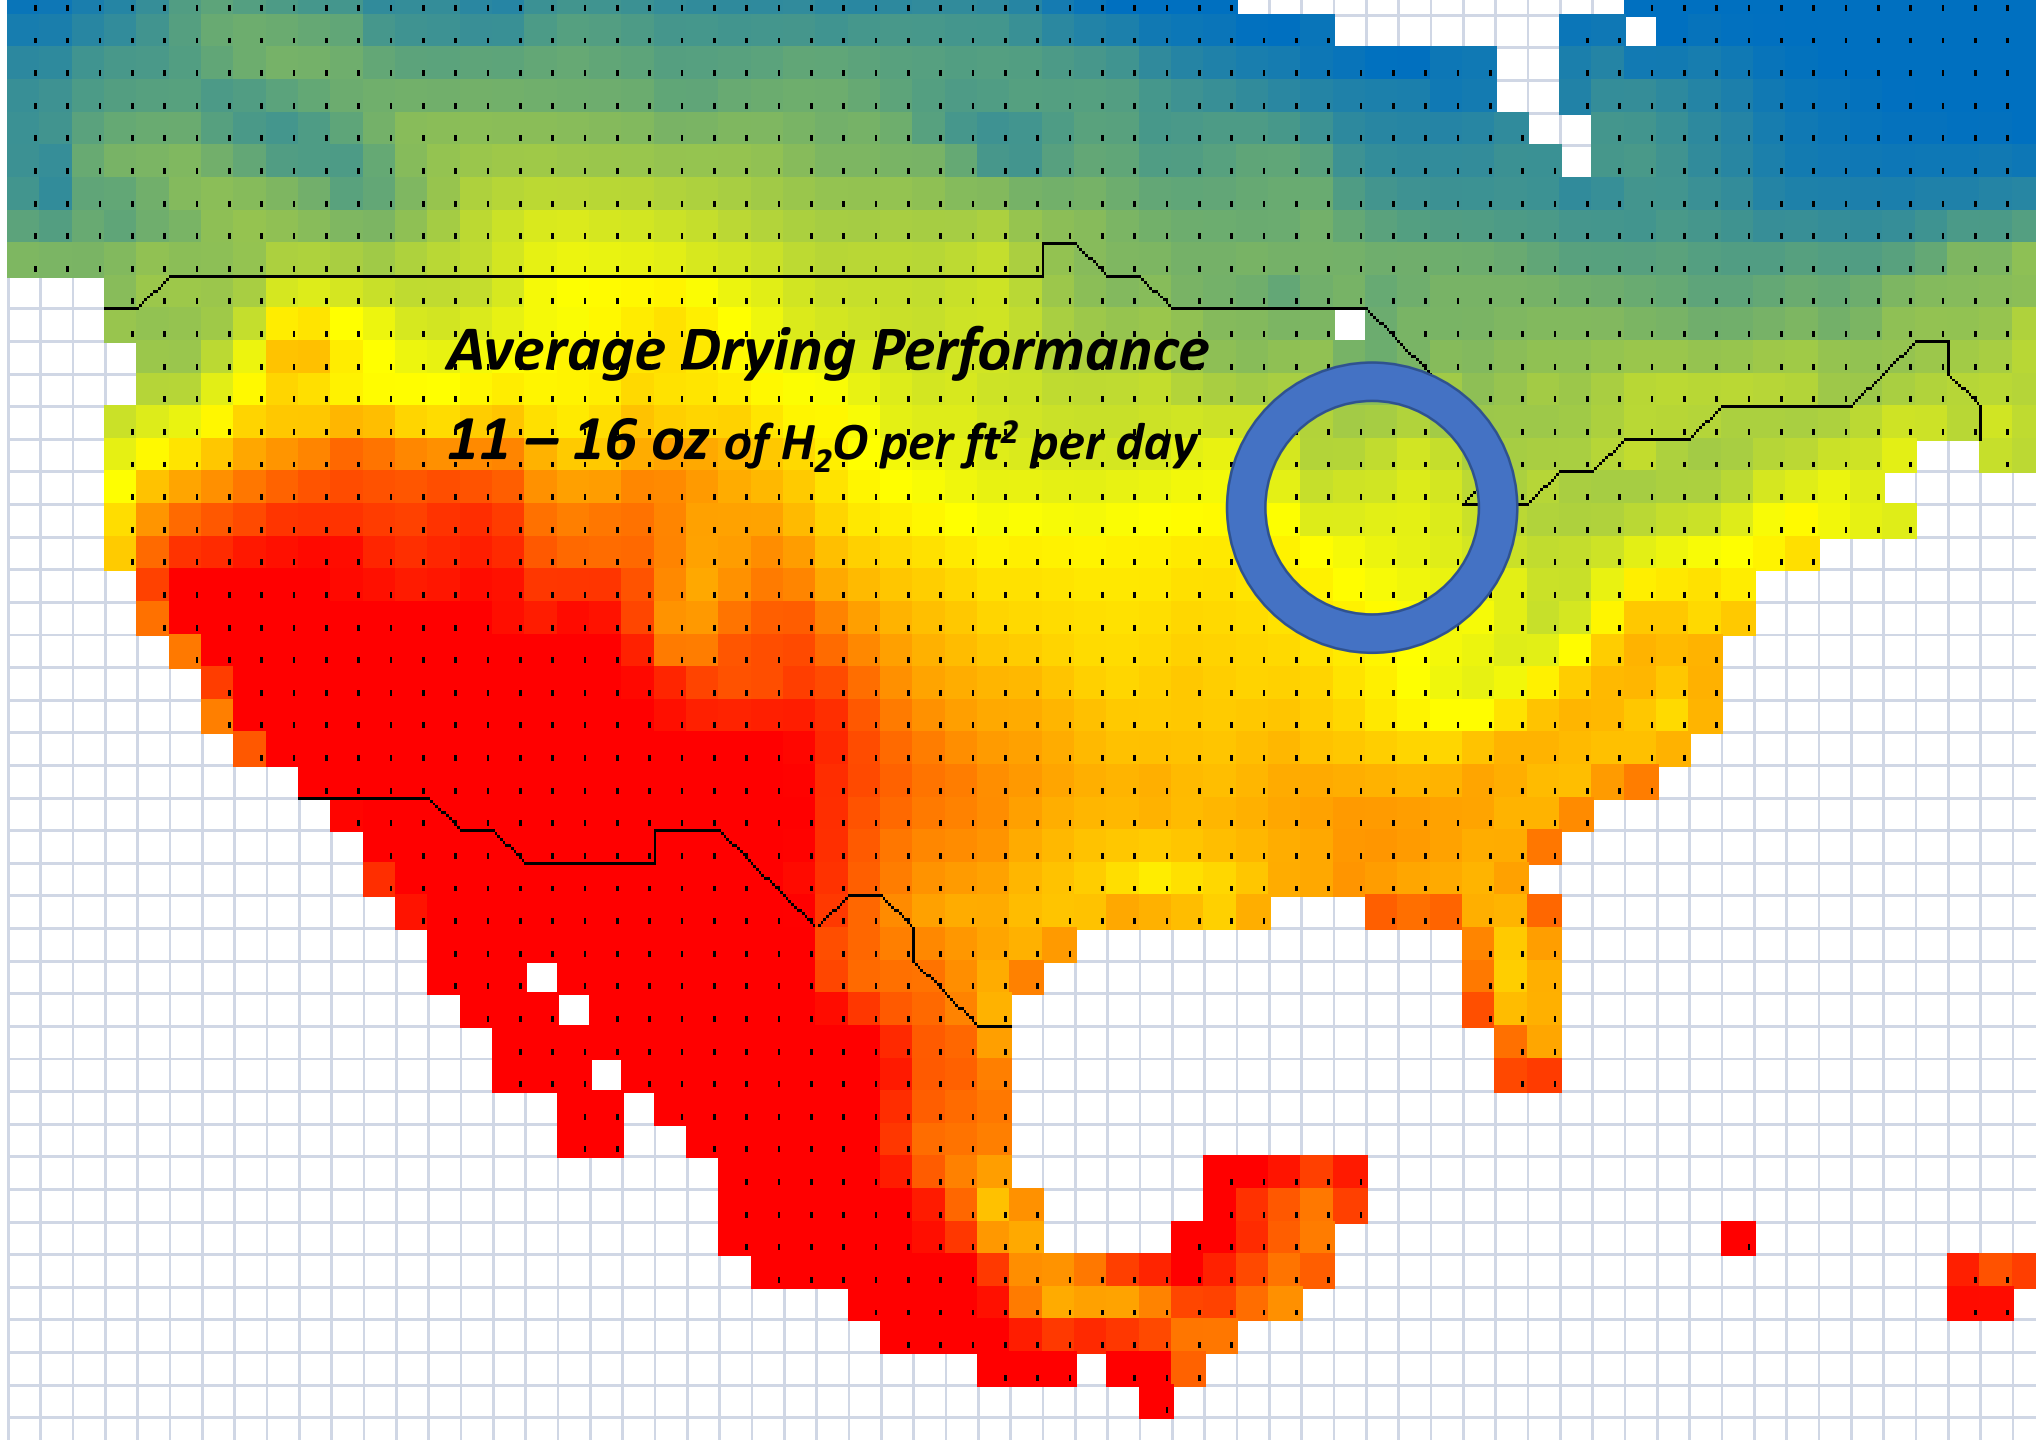 Average Drying Performance
11 – 16 oz of H₂O per ft² per day